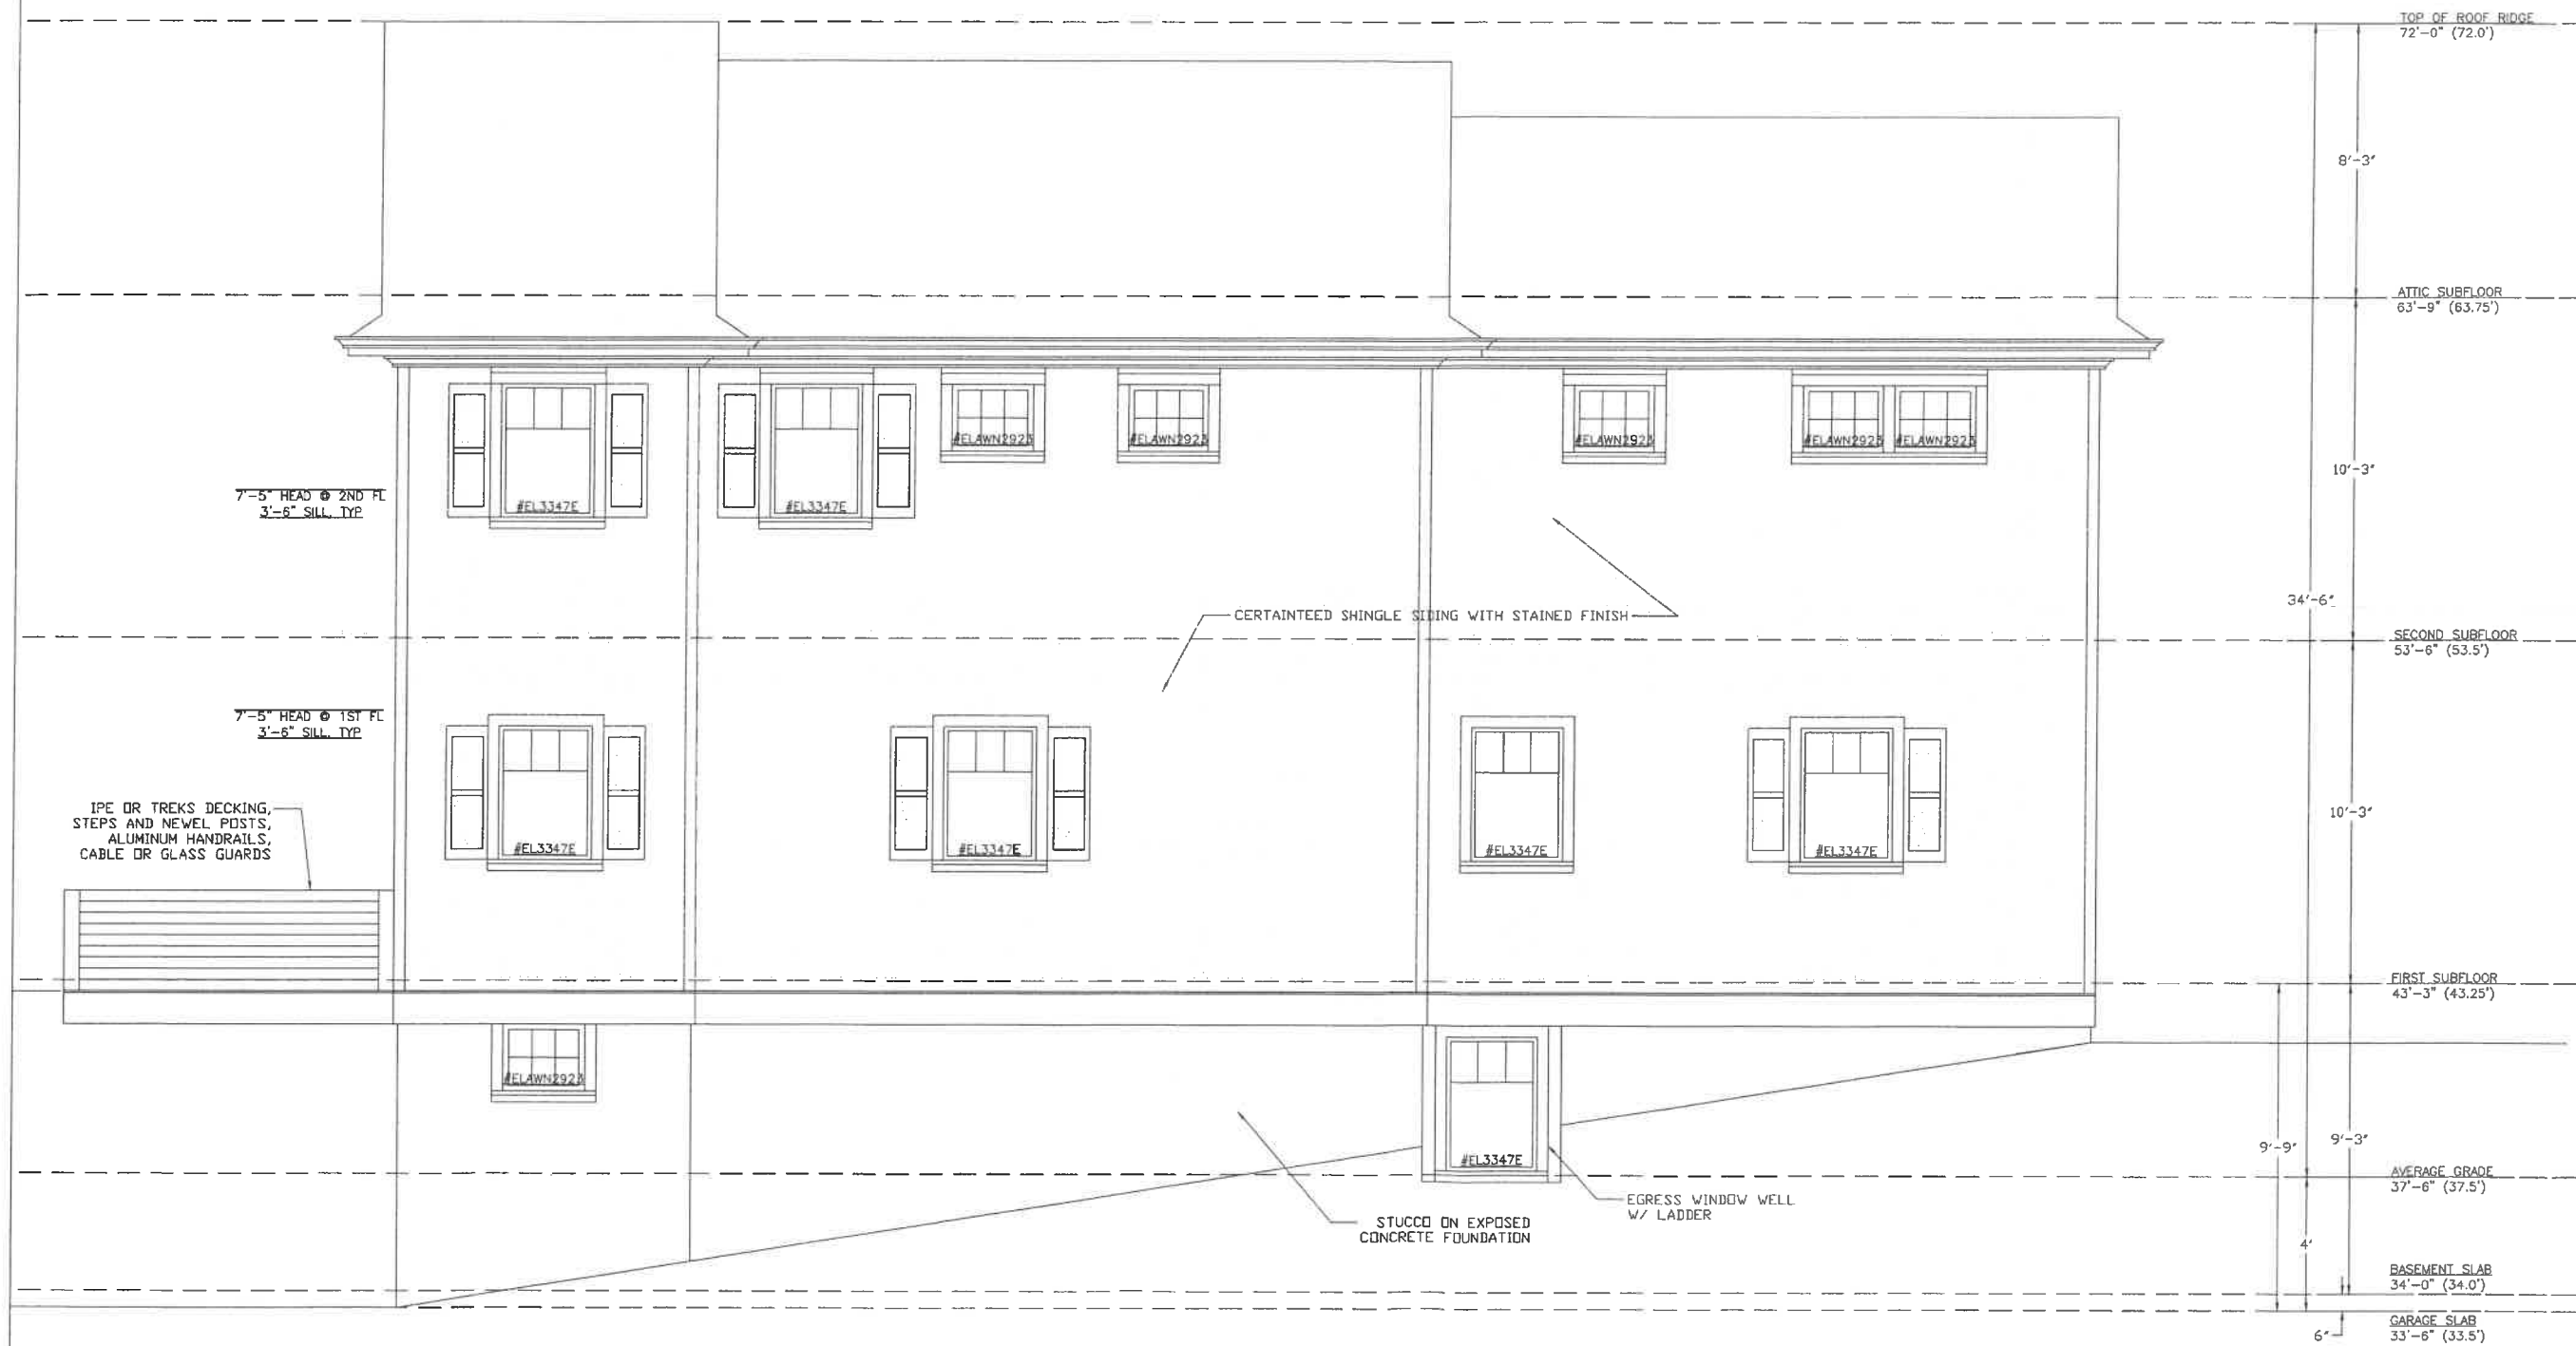 TOP OF ROOF RIDGE
72'-0" (72.0')
8'-3"
ATTIC SUBFLOOR
63'-9" (63.75')
#ELAWN2923
#ELAWN2923
#ELAWN2923
#ELAWN2923
#ELAWN2923
10'-3"
7'-5" HEAD @ 2ND FL
3'-6" SILL, TYP
#EL3347E
#EL3347E
34'-6"
CERTAINTEED SHINGLE SIDING WITH STAINED FINISH
SECOND SUBFLOOR
53'-6" (53.5')
7'-5" HEAD @ 1ST FL
3'-6" SILL, TYP
IPE OR TREKS DECKING,
STEPS AND NEWEL POSTS,
ALUMINUM HANDRAILS,
CABLE OR GLASS GUARDS
10'-3"
#EL3347E
#EL3347E
#EL3347E
#EL3347E
FIRST SUBFLOOR
43'-3" (43.25')
#ELAWN2923
9'-9"
9'-3"
#EL3347E
AVERAGE GRADE
37'-6" (37.5')
EGRESS WINDOW WELL
W/ LADDER
STUCCO ON EXPOSED
CONCRETE FOUNDATION
4'
BASEMENT SLAB
34'-0" (34.0')
GARAGE SLAB
33'-6" (33.5')
6"